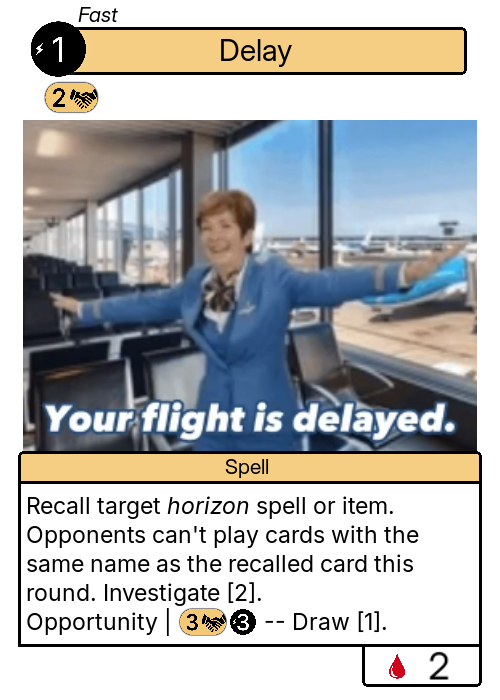 Fast
1
Delay
2
Your flight is delayed.
Spell
Recall target horizon spell or item.
Opponents can't play cards with the
same name as the recalled card this
round. Investigate [2].
Opportunity | 3 3 -- Draw [1].
2